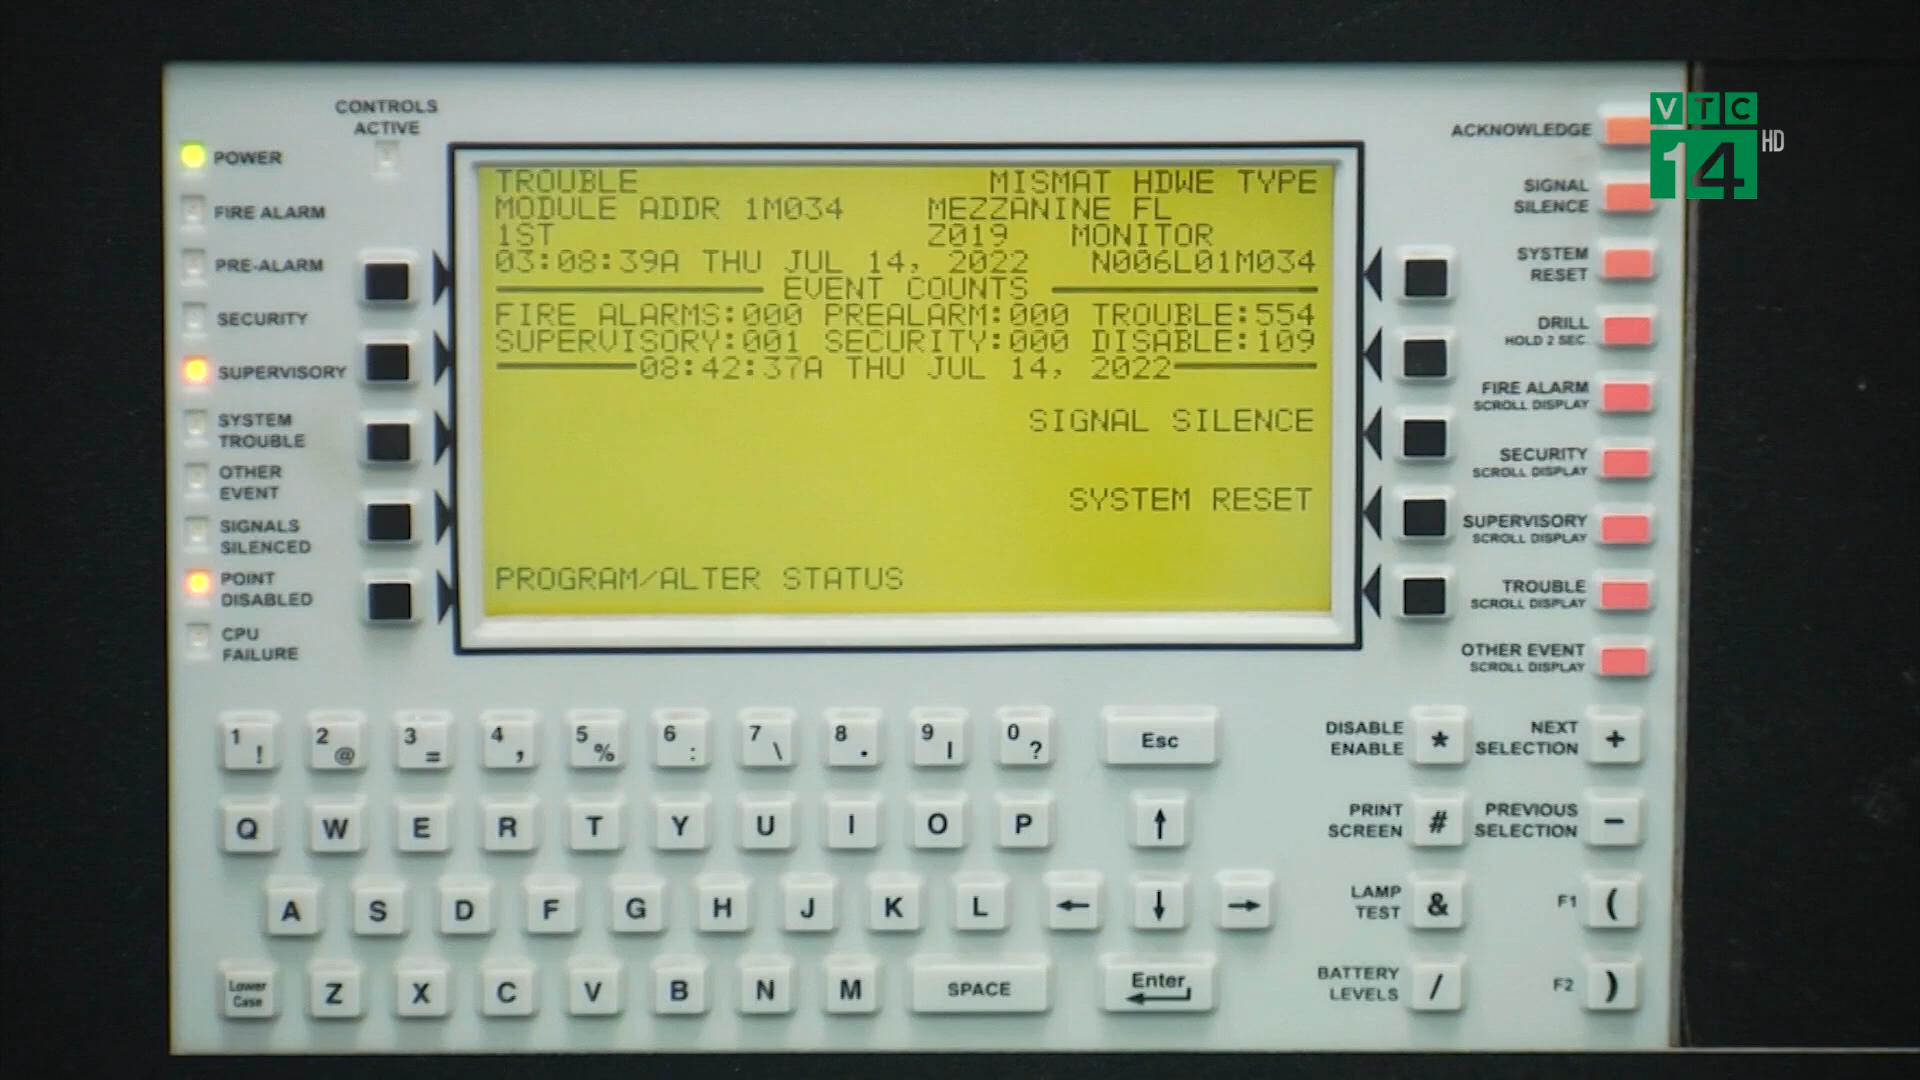 CONTROLS
ACTIVE
POWER
FIRE ALARM
PRE-ALARM
SECURITY
SUPERVISORY
SYSTEM
TROUBLE
OTHER
EVENT
SIGNALS
SILENCED
POINT
DISABLED
CPU
FAILURE
TROUBLE MISMAT HDWE TYPE
MODULE ADDR 1M034 MEZZANINE FL
1ST Z019 MONITOR
03:08:39A THU JUL 14, 2022 N006L01M034
EVENT COUNTS
FIRE ALARMS:000 PREALARM:000 TROUBLE:554
SUPERVISORY:001 SECURITY:000 DISABLE:109
08:42:37A THU JUL 14, 2022
SIGNAL SILENCE
SYSTEM RESET
PROGRAM/ALTER STATUS
VTC
14 HD
ACKNOWLEDGE
SIGNAL
SILENCE
SYSTEM
RESET
DRILL
HOLD 2 SEC
FIRE ALARM
SCROLL DISPLAY
SECURITY
SCROLL DISPLAY
SUPERVISORY
SCROLL DISPLAY
TROUBLE
SCROLL DISPLAY
OTHER EVENT
SCROLL DISPLAY
1 ! 2 @ 3 = 4 , 5 % 6 : 7 \ 8 . 9 | 0 ? Esc
Q W E R T Y U I O P ↑
A S D F G H J K L ← ↓ →
Lower
Case
Z X C V B N M SPACE Enter
DISABLE
ENABLE
*
NEXT
SELECTION
+
PRINT
SCREEN
#
PREVIOUS
SELECTION
−
LAMP
TEST
&
F1 (
BATTERY
LEVELS
/
F2 )